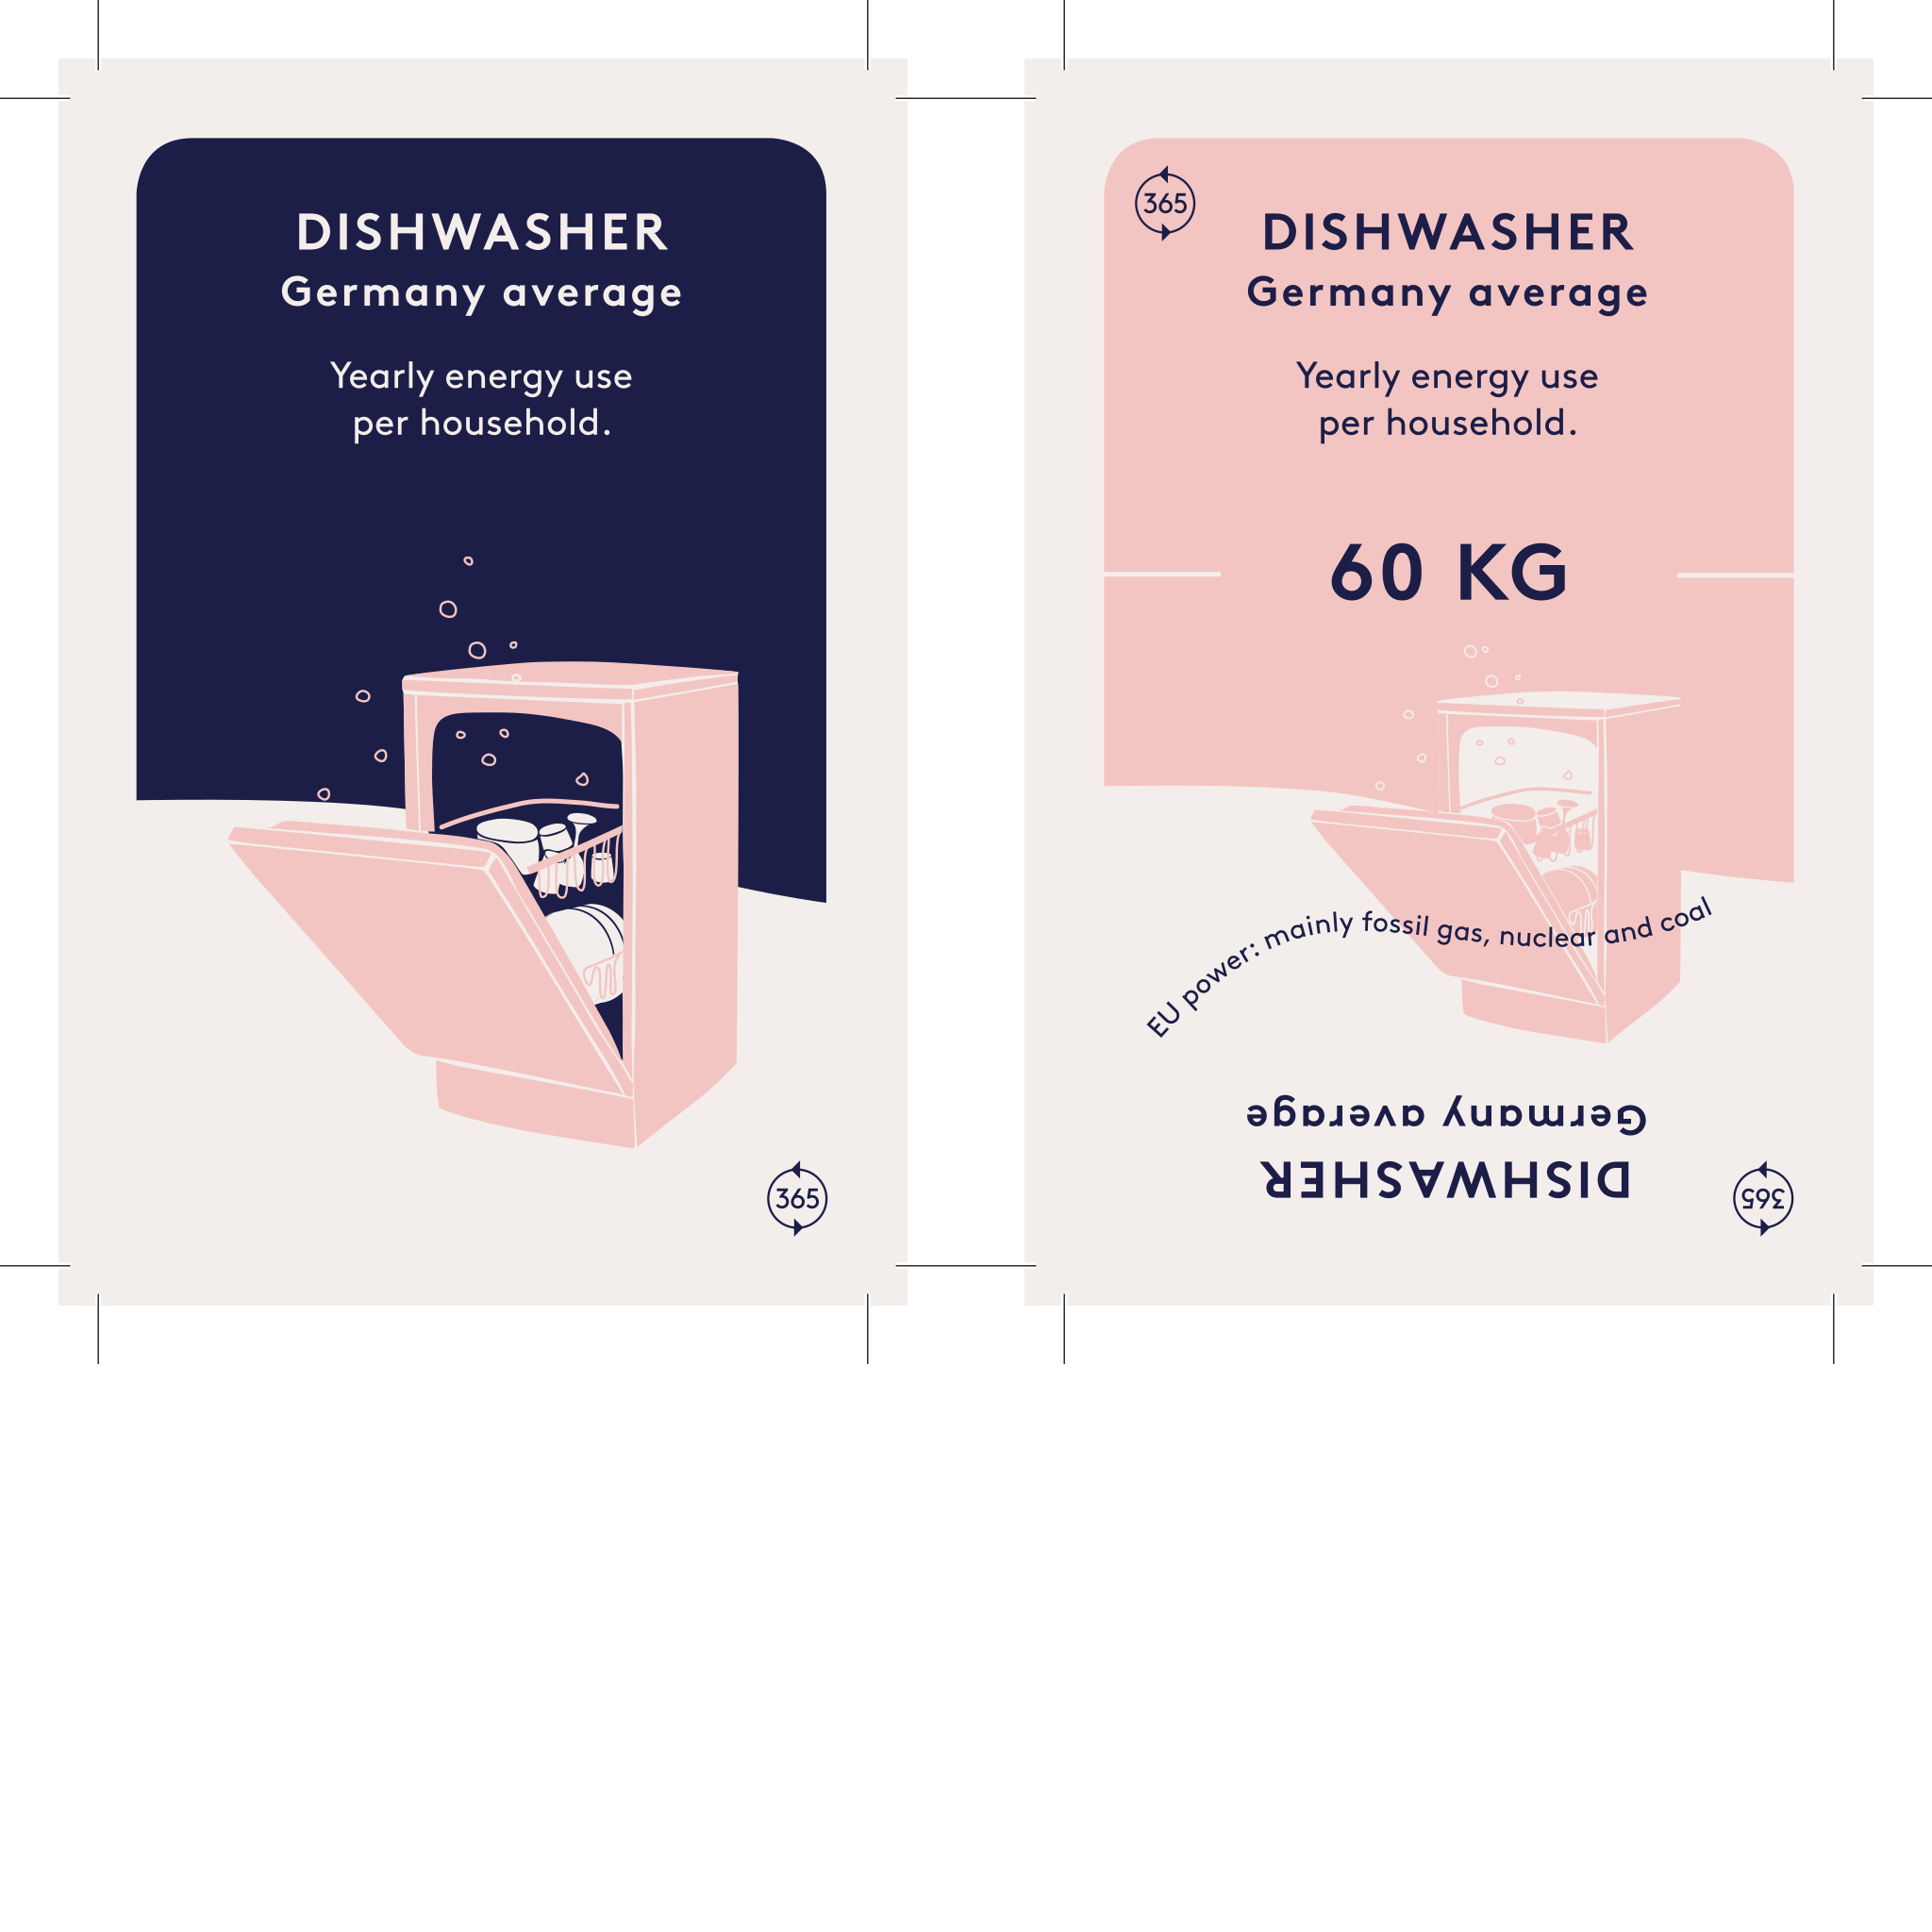 DISHWASHER
Germany average
Yearly energy use
per household.
365
365
DISHWASHER
Germany average
Yearly energy use
per household.
60 KG
EU power: mainly fossil gas, nuclear and coal
Germany average
DISHWASHER
365